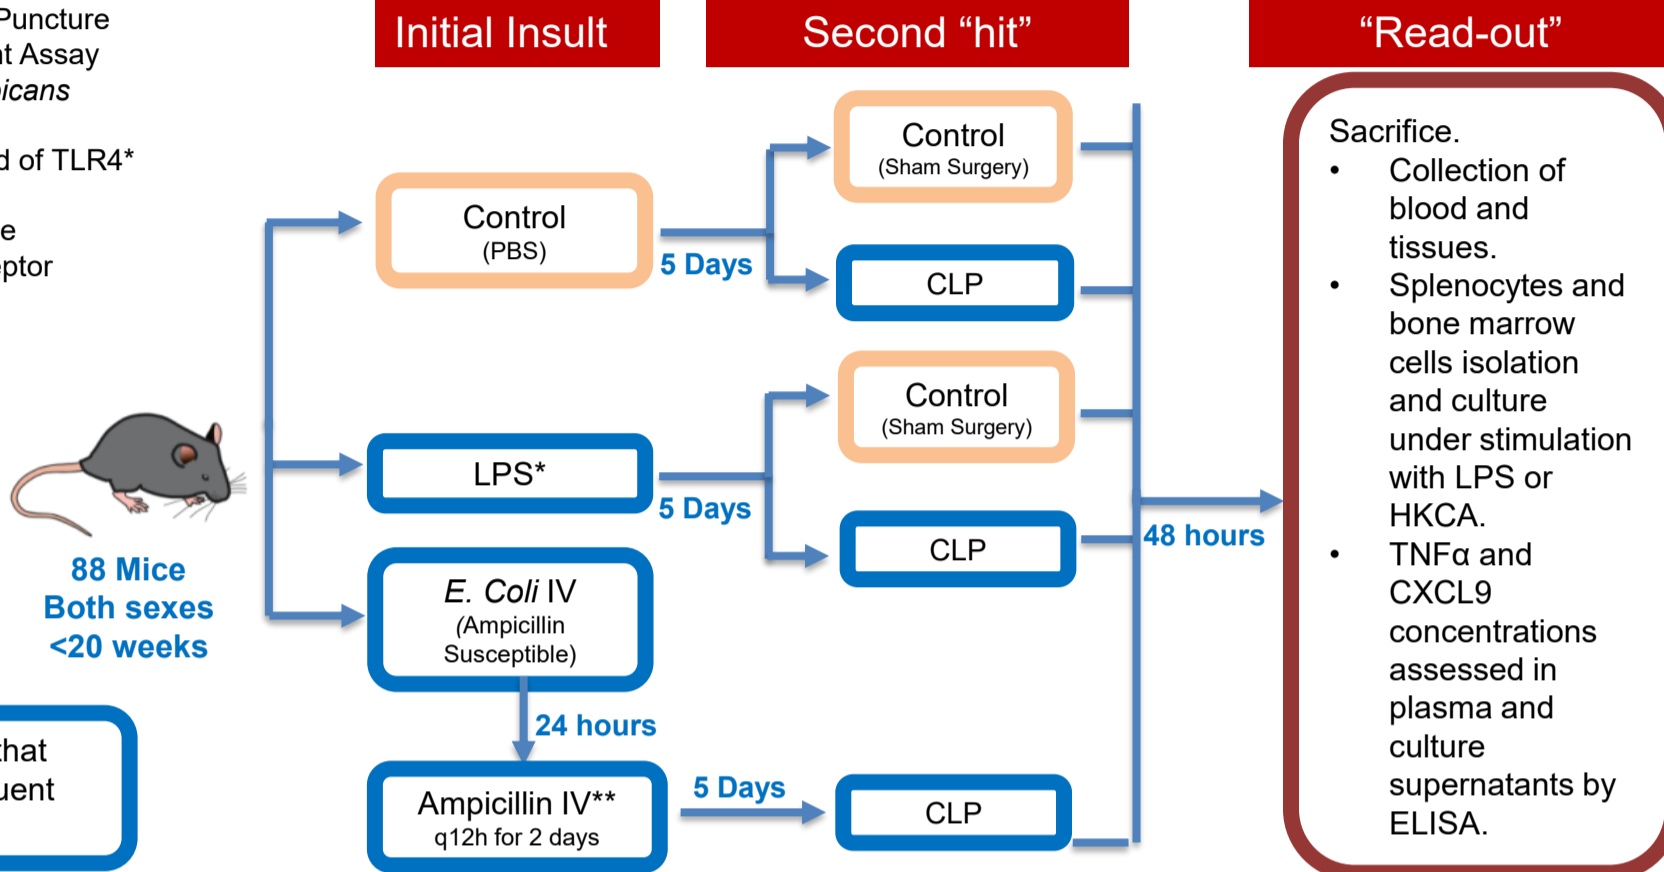 Puncture
Assay
icans
of TLR4*
Initial Insult
Second “hit”
“Read-out”
Control
(PBS)
5 Days
Control
(Sham Surgery)
CLP
LPS*
5 Days
Control
(Sham Surgery)
CLP
88 Mice
Both sexes
<20 weeks
E. Coli IV
(Ampicillin
Susceptible)
24 hours
Ampicillin IV**
q12h for 2 days
5 Days
CLP
48 hours
Sacrifice.
• Collection of
blood and
tissues.
• Splenocytes and
bone marrow
cells isolation
and culture
under stimulation
with LPS or
HKCA.
• TNFα and
CXCL9
concentrations
assessed in
plasma and
culture
supernatants by
ELISA.